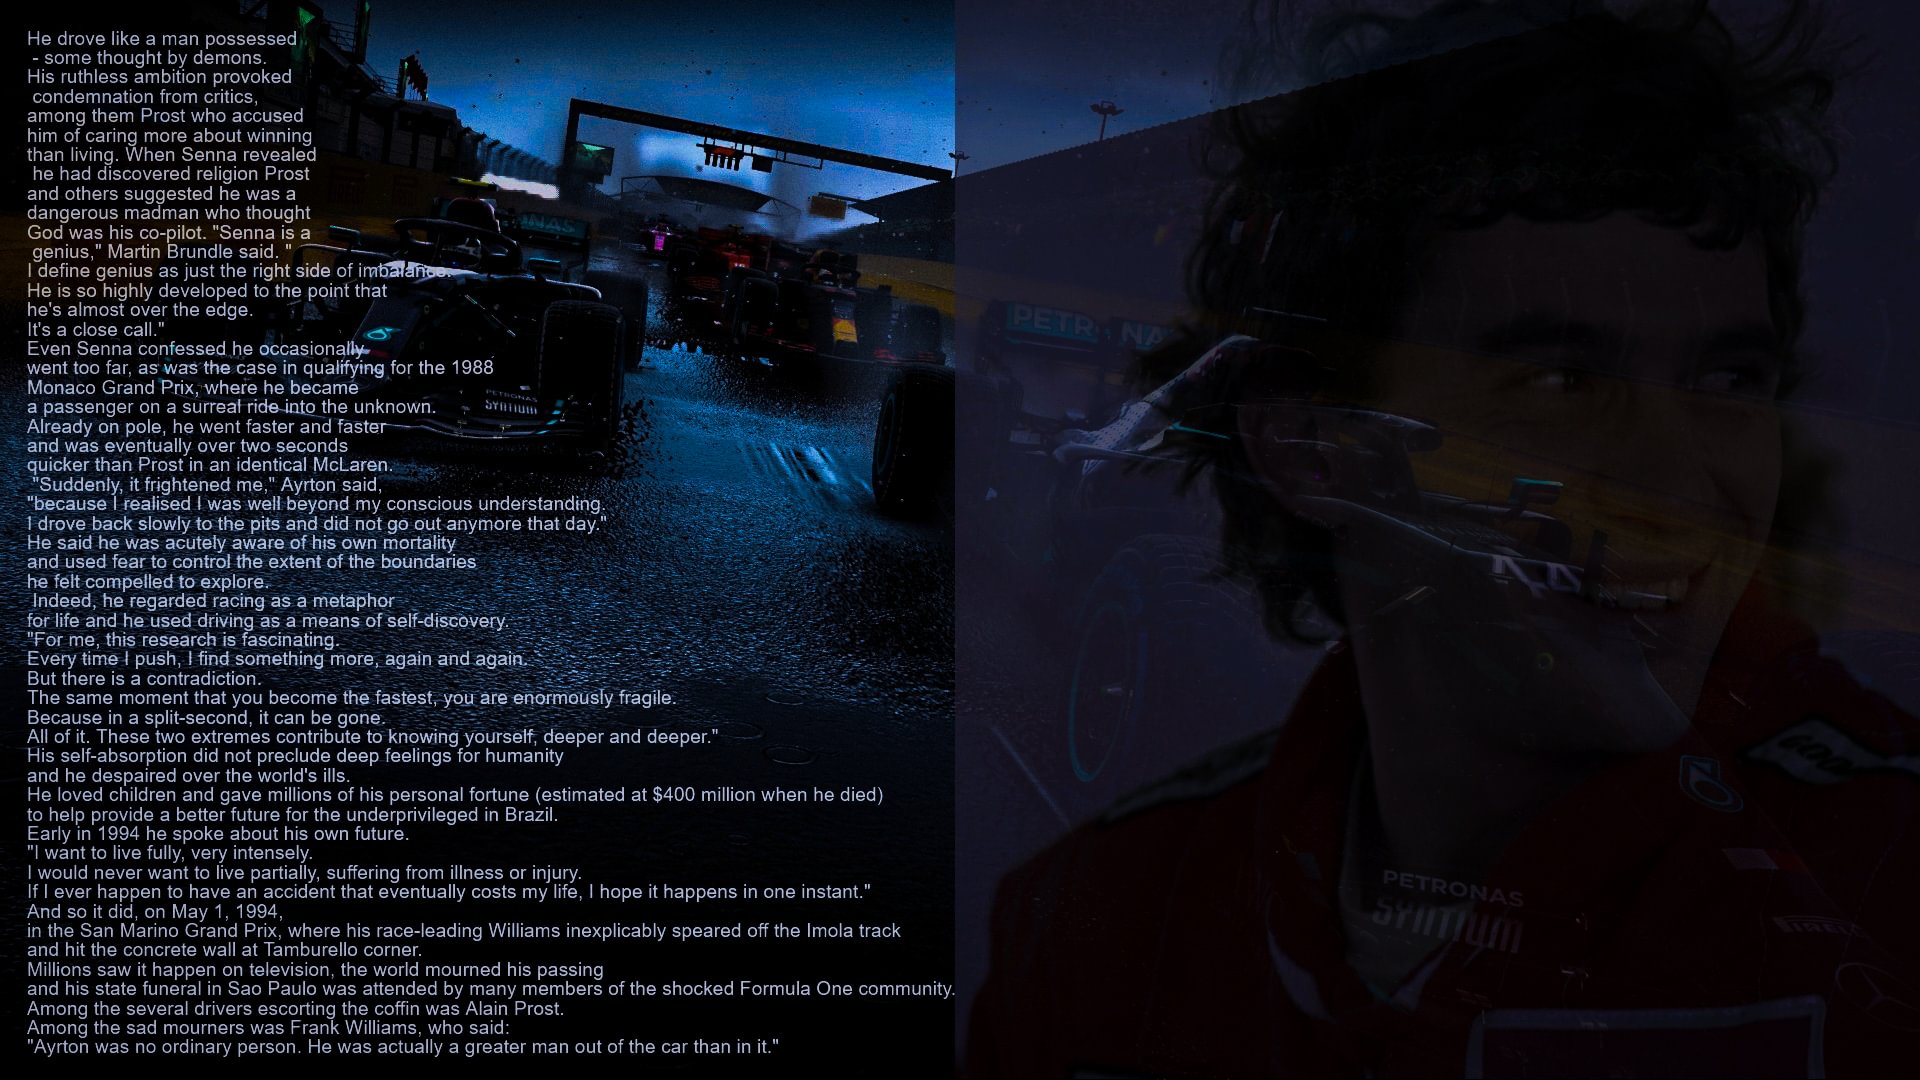 He drove like a man possessed
- some thought by demons.
His ruthless ambition provoked
condemnation from critics,
among them Prost who accused
him of caring more about winning
than living. When Senna revealed
he had discovered religion Prost
and others suggested he was a
dangerous madman who thought
God was his co-pilot. "Senna is a
genius," Martin Brundle said. "
I define genius as just the right side of imbalance.
He is so highly developed to the point that
he's almost over the edge.
It's a close call."
Even Senna confessed he occasionally
went too far, as was the case in qualifying for the 1988
Monaco Grand Prix, where he became
a passenger on a surreal ride into the unknown.
Already on pole, he went faster and faster
and was eventually over two seconds
quicker than Prost in an identical McLaren.
"Suddenly, it frightened me," Ayrton said,
"because I realised I was well beyond my conscious understanding.
I drove back slowly to the pits and did not go out anymore that day."
He said he was acutely aware of his own mortality
and used fear to control the extent of the boundaries
he felt compelled to explore.
Indeed, he regarded racing as a metaphor
for life and he used driving as a means of self-discovery.
"For me, this research is fascinating.
Every time I push, I find something more, again and again.
But there is a contradiction.
The same moment that you become the fastest, you are enormously fragile.
Because in a split-second, it can be gone.
All of it. These two extremes contribute to knowing yourself, deeper and deeper."
His self-absorption did not preclude deep feelings for humanity
and he despaired over the world's ills.
He loved children and gave millions of his personal fortune (estimated at $400 million when he died)
to help provide a better future for the underprivileged in Brazil.
Early in 1994 he spoke about his own future.
"I want to live fully, very intensely.
I would never want to live partially, suffering from illness or injury.
If I ever happen to have an accident that eventually costs my life, I hope it happens in one instant."
And so it did, on May 1, 1994,
in the San Marino Grand Prix, where his race-leading Williams inexplicably speared off the Imola track
and hit the concrete wall at Tamburello corner.
Millions saw it happen on television, the world mourned his passing
and his state funeral in Sao Paulo was attended by many members of the shocked Formula One community.
Among the several drivers escorting the coffin was Alain Prost.
Among the sad mourners was Frank Williams, who said:
"Ayrton was no ordinary person. He was actually a greater man out of the car than in it."
PETRONAS
SYNTIUM
PETRONAS
44
PETRONAS
SYNTIUM
PIRELLI